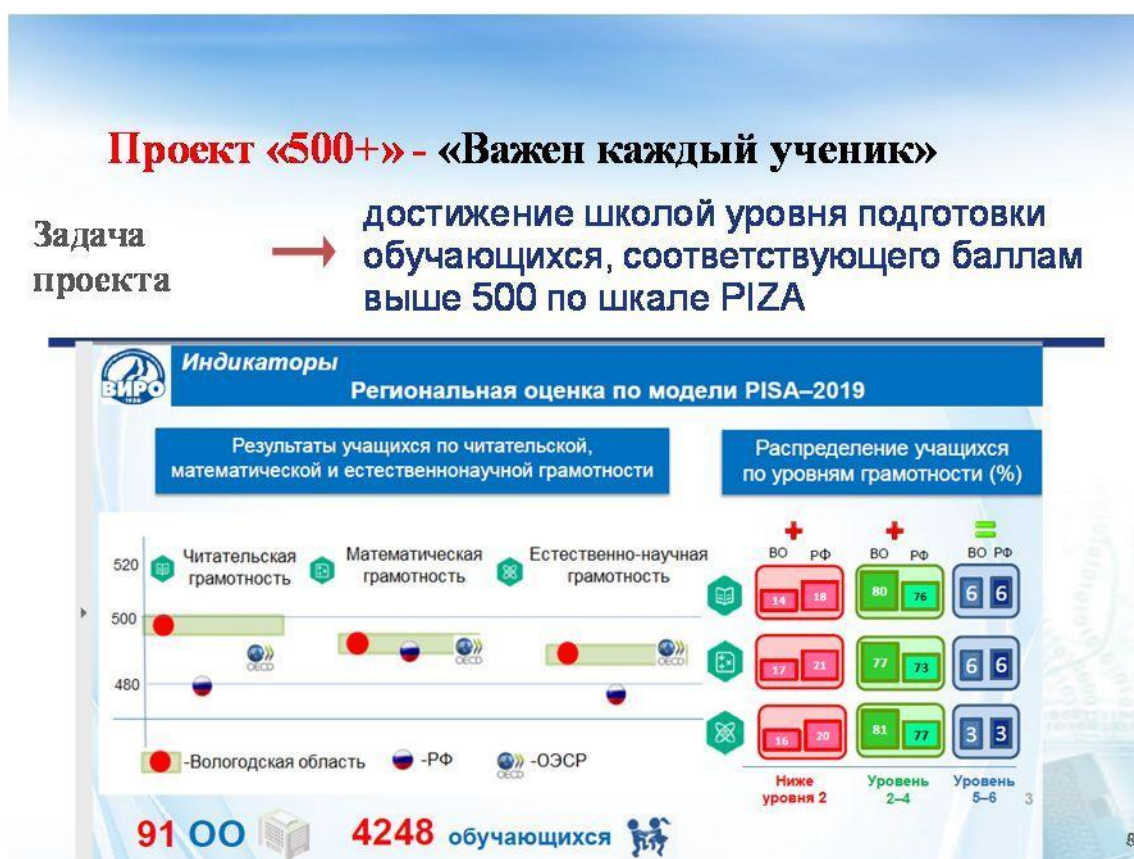 Проект «500+» - «Важен каждый ученик»
Задача
проекта
достижение школой уровня подготовки
обучающихся, соответствующего баллам
выше 500 по шкале PIZA
ВИРО
Индикаторы
Региональная оценка по модели PISA–2019
Результаты учащихся по читательской,
математической и естественнонаучной грамотности
Распределение учащихся
по уровням грамотности (%)
520
Читательская
грамотность
Математическая
грамотность
Естественно-научная
грамотность
500
480
OECD
OECD
OECD
-Вологодская область
-РФ
OECD
-ОЭСР
ВО РФ
ВО РФ
ВО РФ
14 18 80 76 6 6
17 21 77 73 6 6
16 20 81 77 3 3
Ниже
уровня 2
Уровень
2–4
Уровень
5–6
3
91 ОО
4248 обучающихся